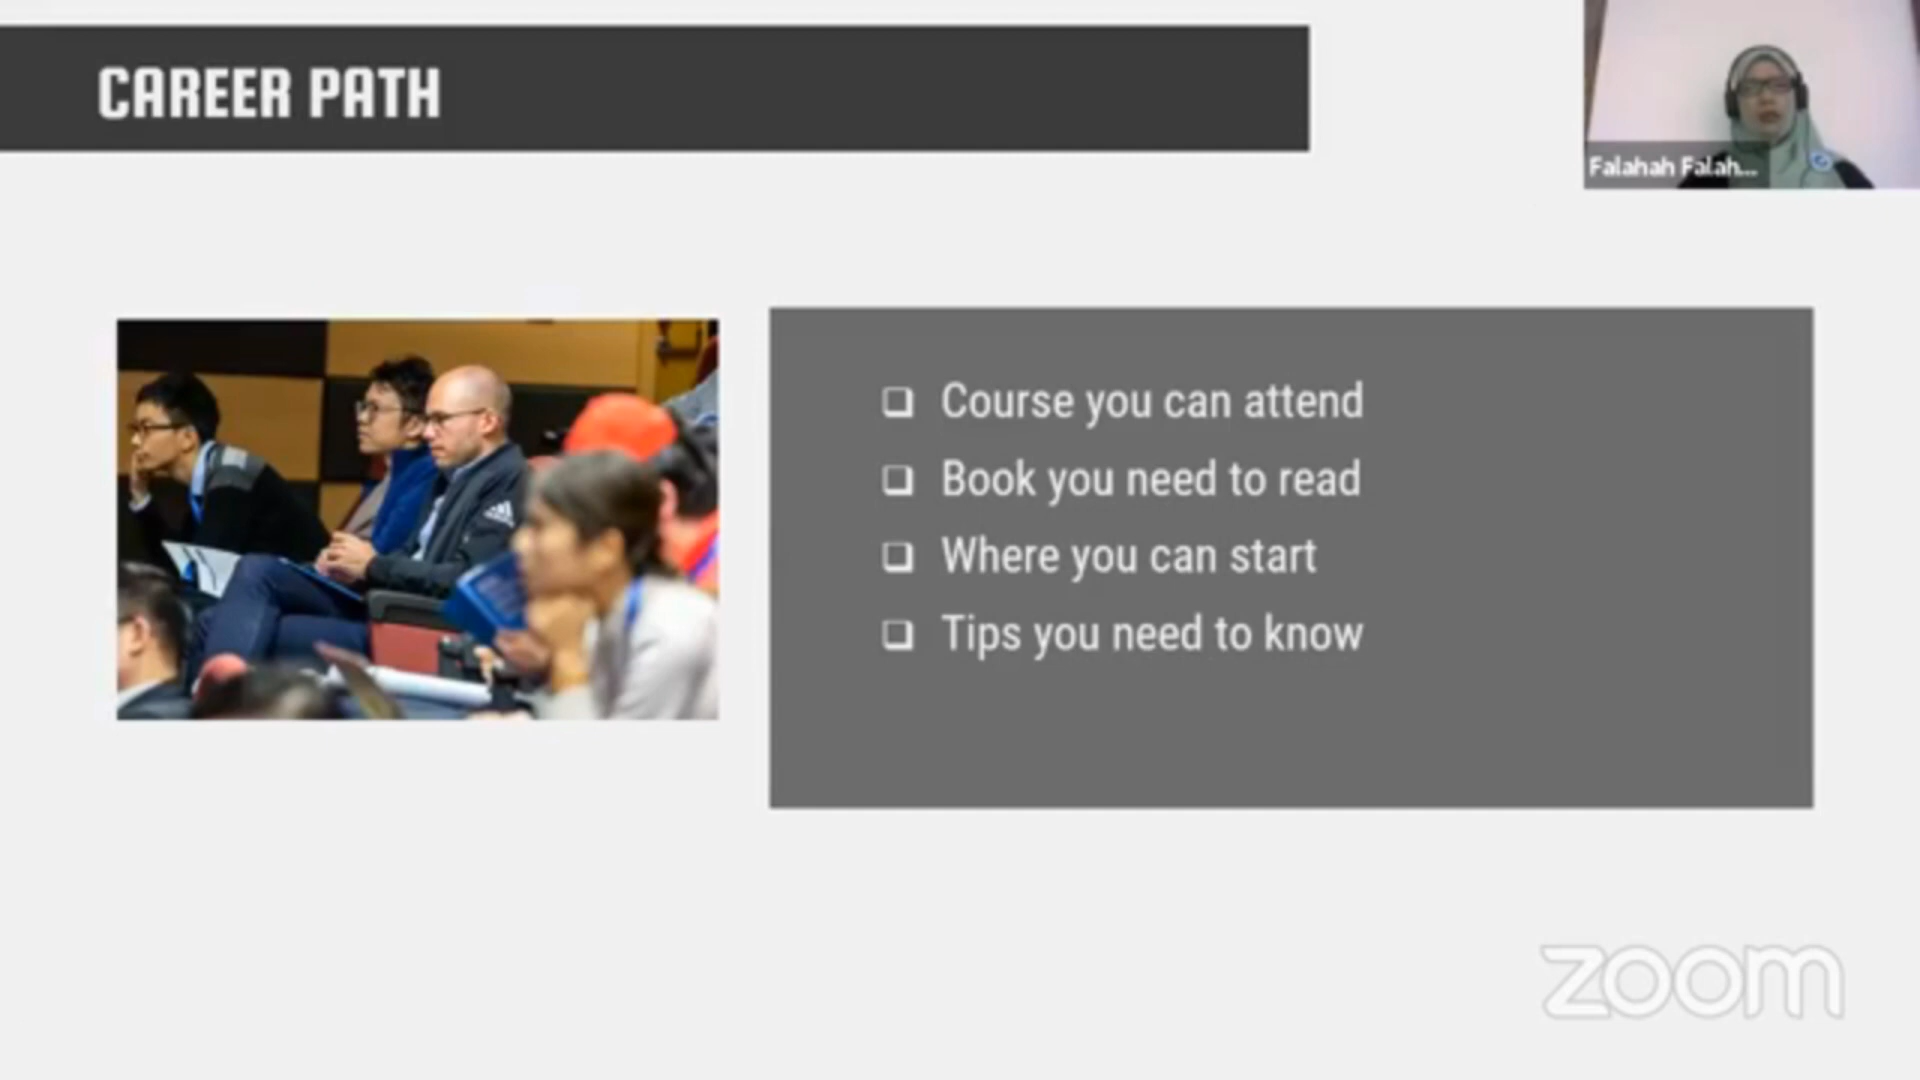 CAREER PATH
Falahah Falah...
Course you can attend
Book you need to read
Where you can start
Tips you need to know
zoom